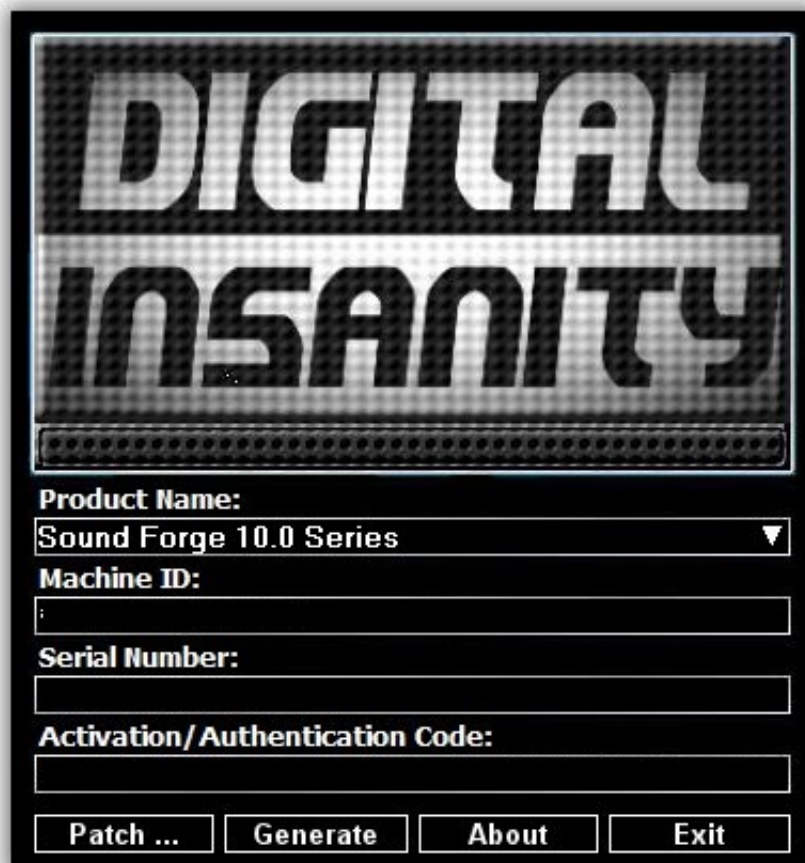 DIGITAL
INSANITY
Product Name:
Sound Forge 10.0 Series
Machine ID:
Serial Number:
Activation/Authentication Code:
Patch ... Generate About Exit